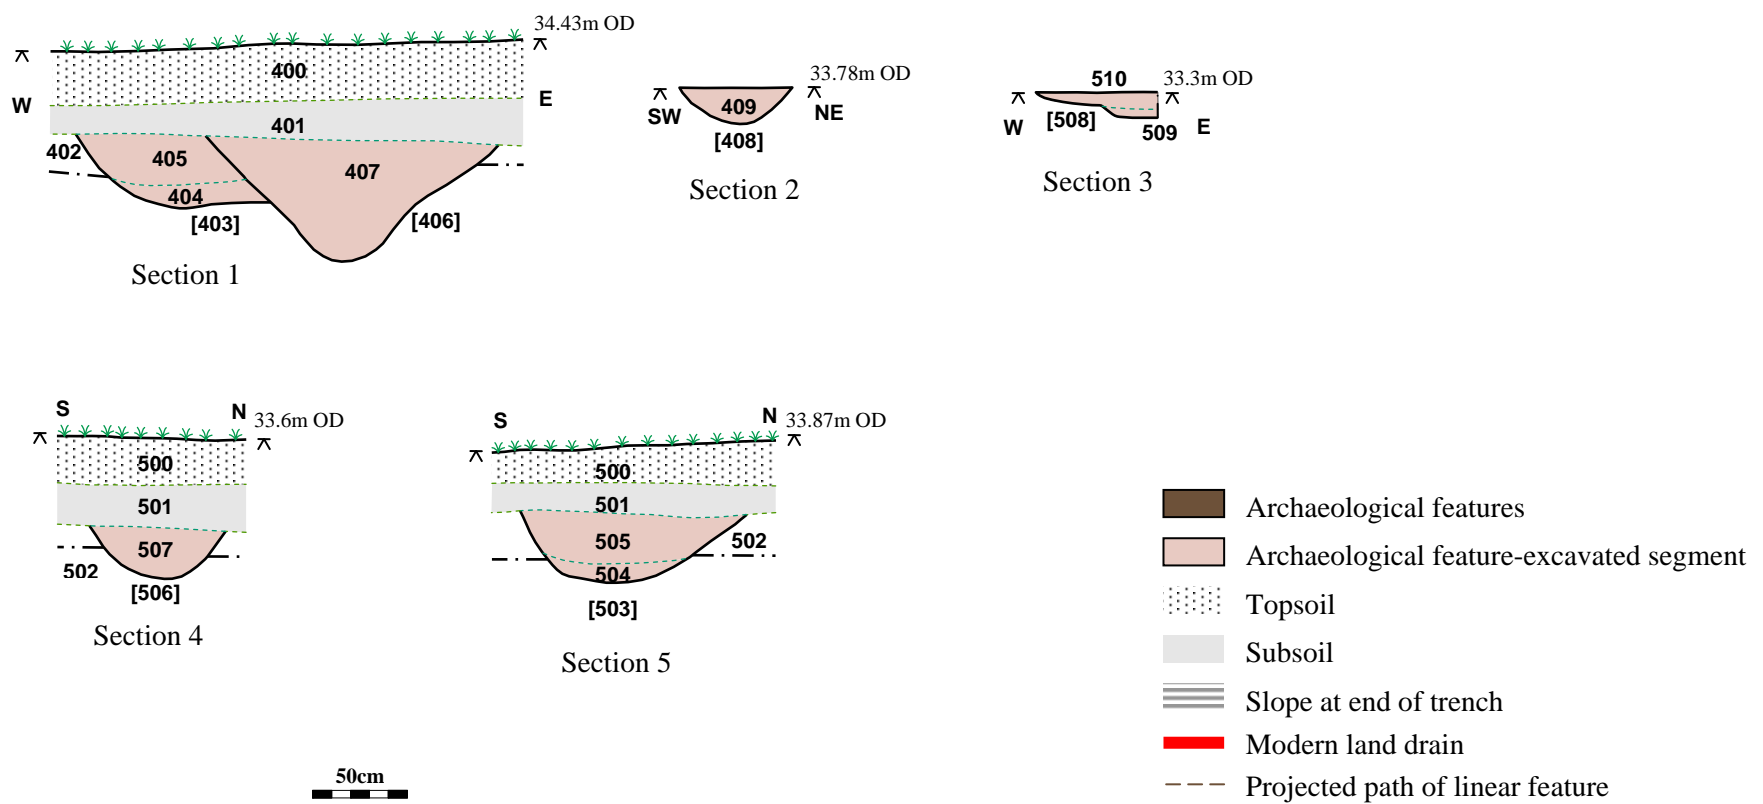 34.43m OD
400
W
E
401
402
405
407
404
[403]
[406]
Section 1
33.78m OD
409
SW
NE
[408]
Section 2
510
33.3m OD
W
[508]
509
E
Section 3
S
N
33.6m OD
500
501
507
502
[506]
Section 4
S
N
33.87m OD
500
501
505
502
504
[503]
Section 5
50cm
Archaeological features
Archaeological feature-excavated segment
Topsoil
Subsoil
Slope at end of trench
Modern land drain
Projected path of linear feature